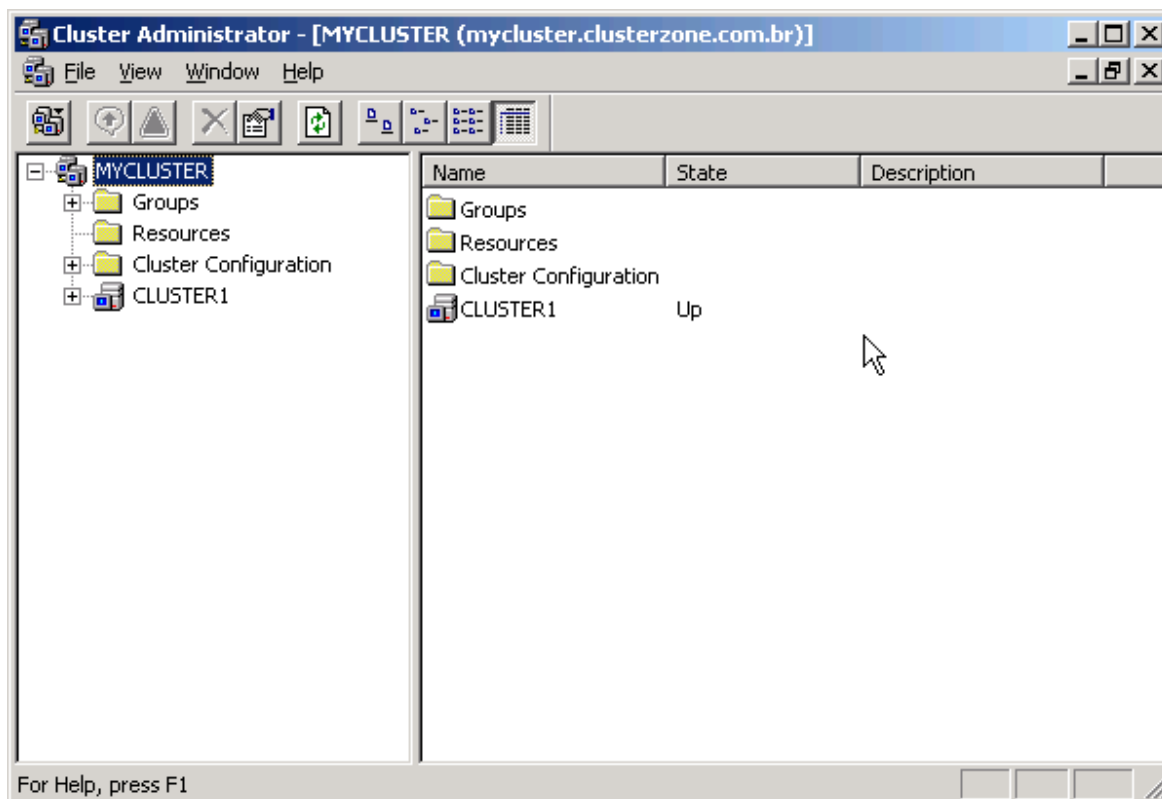 Cluster Administrator - [MYCLUSTER (mycluster.clusterzone.com.br)]
File View Window Help
MYCLUSTER
Groups
Resources
Cluster Configuration
CLUSTER1
Name State Description
Groups
Resources
Cluster Configuration
CLUSTER1 Up
For Help, press F1